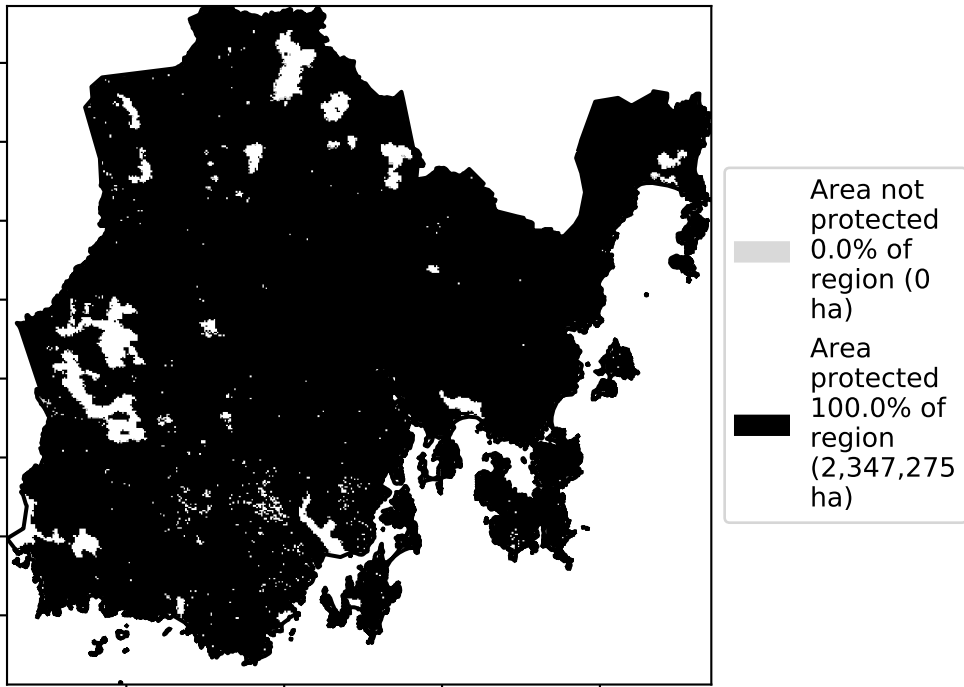 Area not
protected
0.0% of
region (0
ha)
Area
protected
100.0% of
region
(2,347,275
ha)